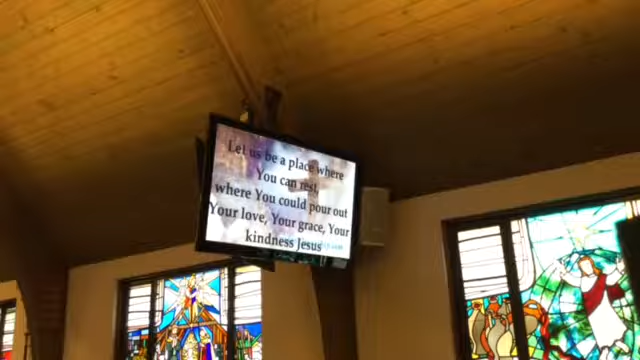 Let us be a place where
You can rest,
where You could pour out
Your love, Your grace, Your
kindness Jesus